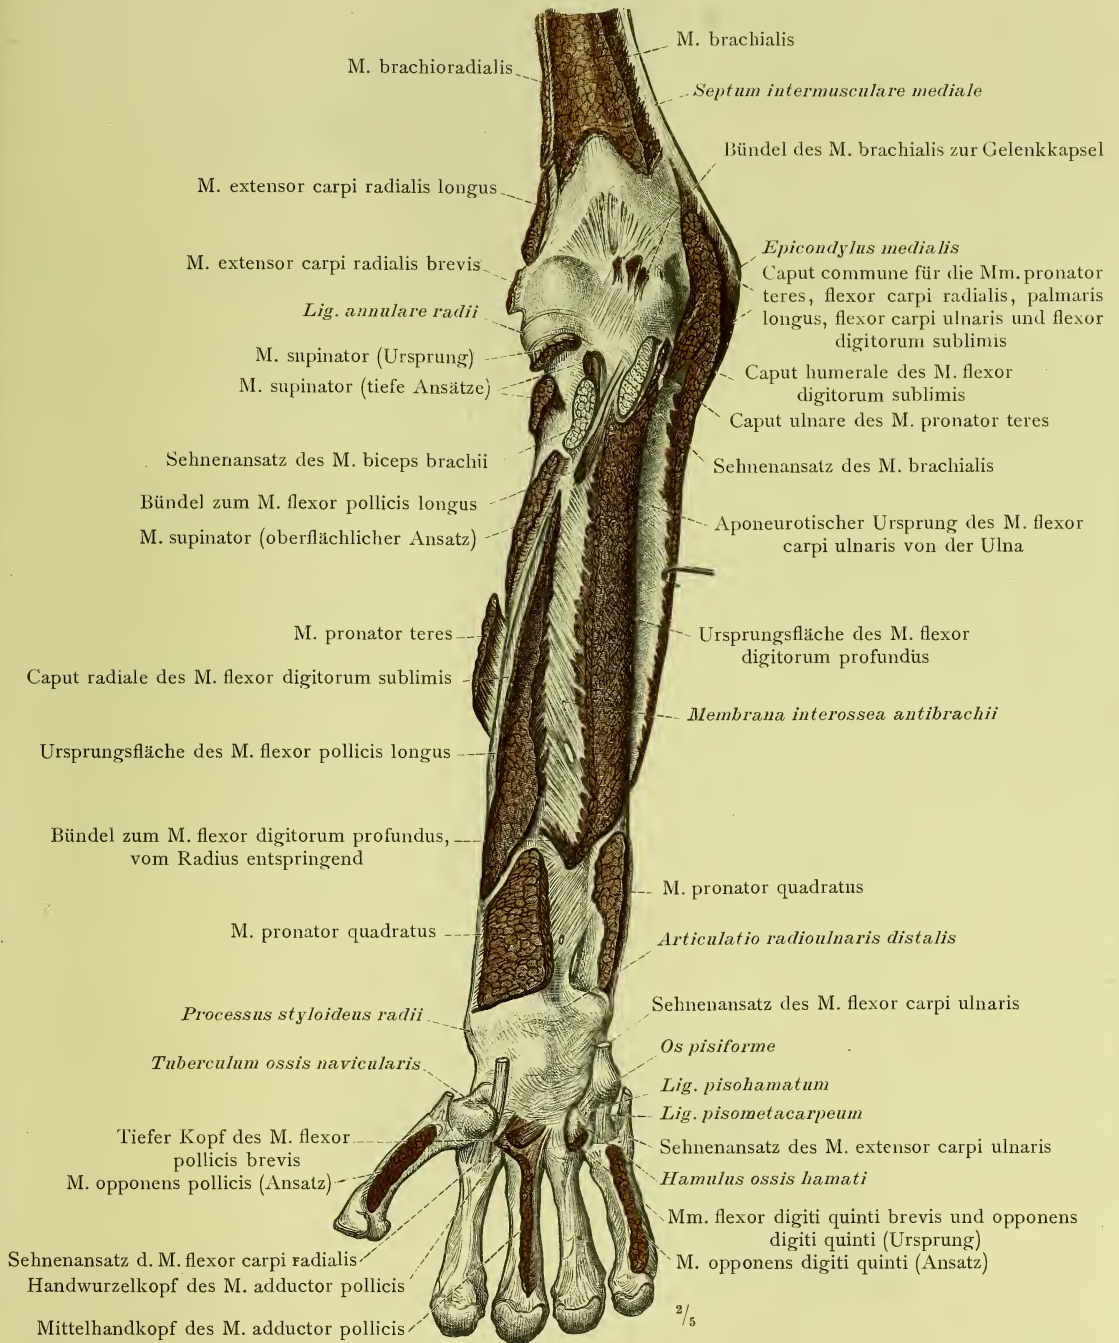 M. brachialis
M. brachioradialis
Septum intermusculare mediale
Bündel des M. brachialis zur Gelenkkapsel
M. extensor carpi radialis longus
Epicondylus medialis
M. extensor carpi radialis brevis
Caput commune für die Mm. pronator
teres, flexor carpi radialis, palmaris
longus, flexor carpi ulnaris und flexor
digitorum sublimis
Lig. annulare radii
M. supinator (Ursprung)
M. supinator (tiefe Ansätze)
Caput humerale des M. flexor
digitorum sublimis
Caput ulnare des M. pronator teres
Sehnenansatz des M. biceps brachii
Sehnenansatz des M. brachialis
Bündel zum M. flexor pollicis longus
M. supinator (oberflächlicher Ansatz)
Aponeurotischer Ursprung des M. flexor
carpi ulnaris von der Ulna
M. pronator teres
Ursprungsfläche des M. flexor
digitorum profundus
Caput radiale des M. flexor digitorum sublimis
Membrana interossea antibrachii
Ursprungsfläche des M. flexor pollicis longus
Bündel zum M. flexor digitorum profundus,
vom Radius entspringend
M. pronator quadratus
M. pronator quadratus
Articulatio radioulnaris distalis
Processus styloideus radii
Sehnenansatz des M. flexor carpi ulnaris
Os pisiforme
Tuberculum ossis navicularis
Lig. pisohamatum
Lig. pisometacarpeum
Tiefer Kopf des M. flexor
pollicis brevis
Sehnenansatz des M. extensor carpi ulnaris
M. opponens pollicis (Ansatz)
Hamulus ossis hamati
Mm. flexor digiti quinti brevis und opponens
digiti quinti (Ursprung)
Sehnenansatz d. M. flexor carpi radialis
M. opponens digiti quinti (Ansatz)
Handwurzelkopf des M. adductor pollicis
Mittelhandkopf des M. adductor pollicis
2/5